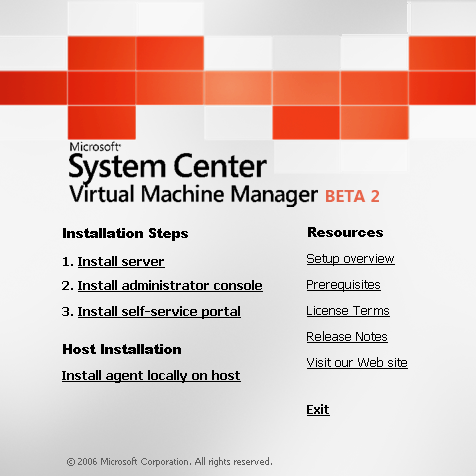 Microsoft®
System Center
Virtual Machine Manager BETA 2
Installation Steps
1. Install server
2. Install administrator console
3. Install self-service portal
Host Installation
Install agent locally on host
Resources
Setup overview
Prerequisites
License Terms
Release Notes
Visit our Web site
Exit
© 2006 Microsoft Corporation. All rights reserved.